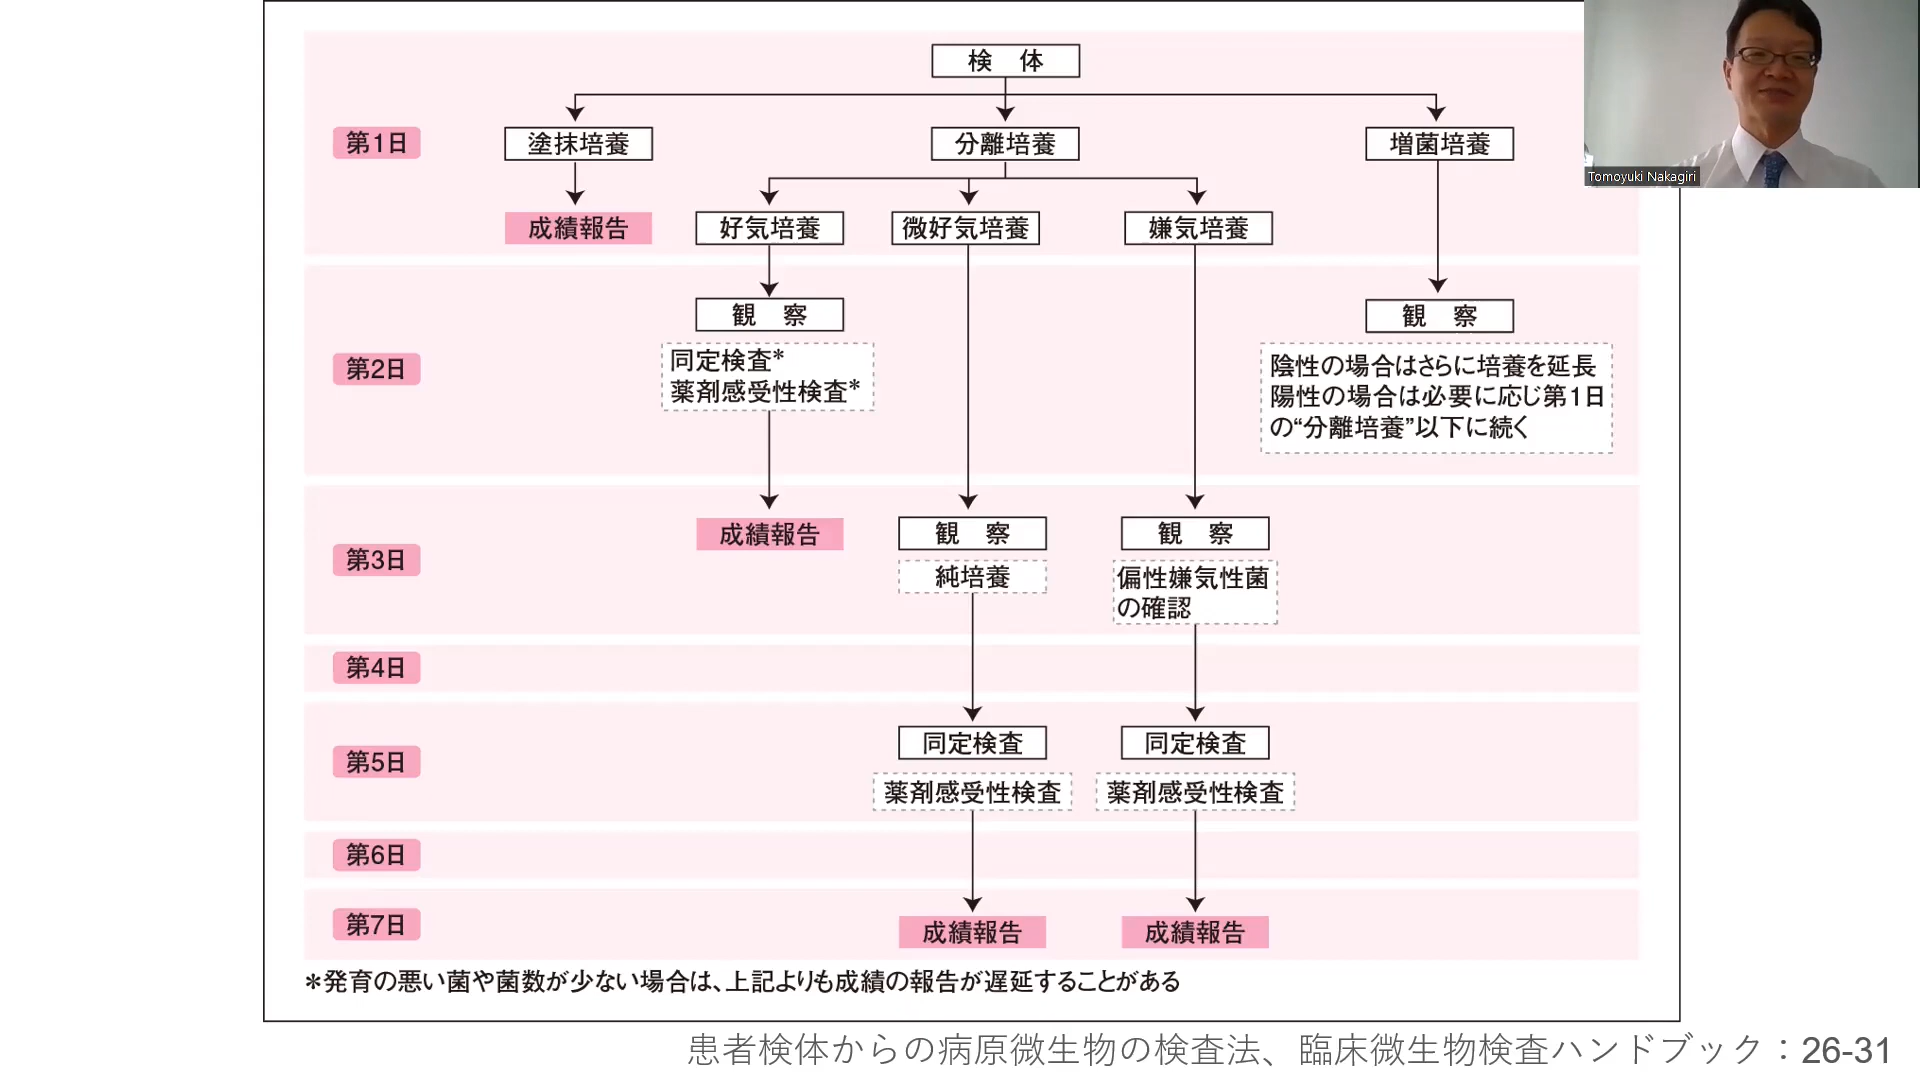 検 体
Tomoyuki Nakagiri
第1日
塗抹培養
分離培養
増菌培養
成績報告
好気培養
微好気培養
嫌気培養
第2日
観 察
同定検査*
薬剤感受性検査*
観 察
陰性の場合はさらに培養を延長
陽性の場合は必要に応じ第1日
の“分離培養”以下に続く
第3日
成績報告
観 察
純培養
観 察
偏性嫌気性菌
の確認
第4日
第5日
同定検査
薬剤感受性検査
同定検査
薬剤感受性検査
第6日
第7日
成績報告
成績報告
*発育の悪い菌や菌数が少ない場合は、上記よりも成績の報告が遅延することがある
患者検体からの病原微生物の検査法、臨床微生物検査ハンドブック：26-31